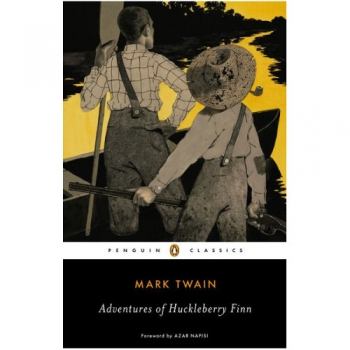 PENGUIN CLASSICS
MARK TWAIN
Adventures of Huckleberry Finn
Foreword by AZAR NAFISI